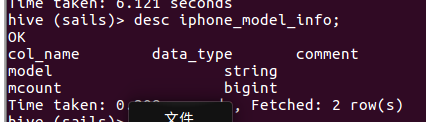 Time taken: 6.121 seconds
hive (sails)> desc iphone_model_info;
OK
col_name data_type comment
model string
mcount bigint
Time taken: 0. , Fetched: 2 row(s)
hive (sails)>
文件